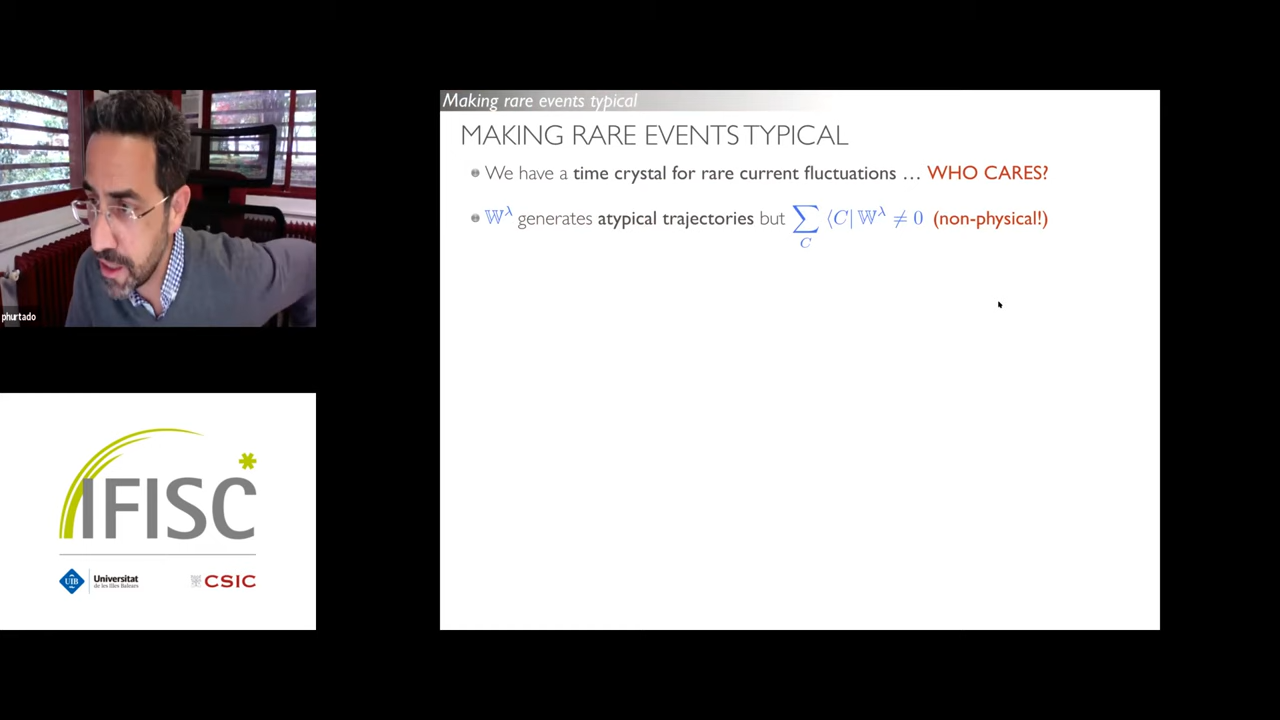 Making rare events typical
MAKING RARE EVENTS TYPICAL
We have a time crystal for rare current fluctuations … WHO CARES?
𝕎^λ generates atypical trajectories but ∑_C ⟨C| 𝕎^λ ≠ 0 (non-physical!)
phurtado
IFISC*
UIB Universitat
de les Illes Balears
CSIC